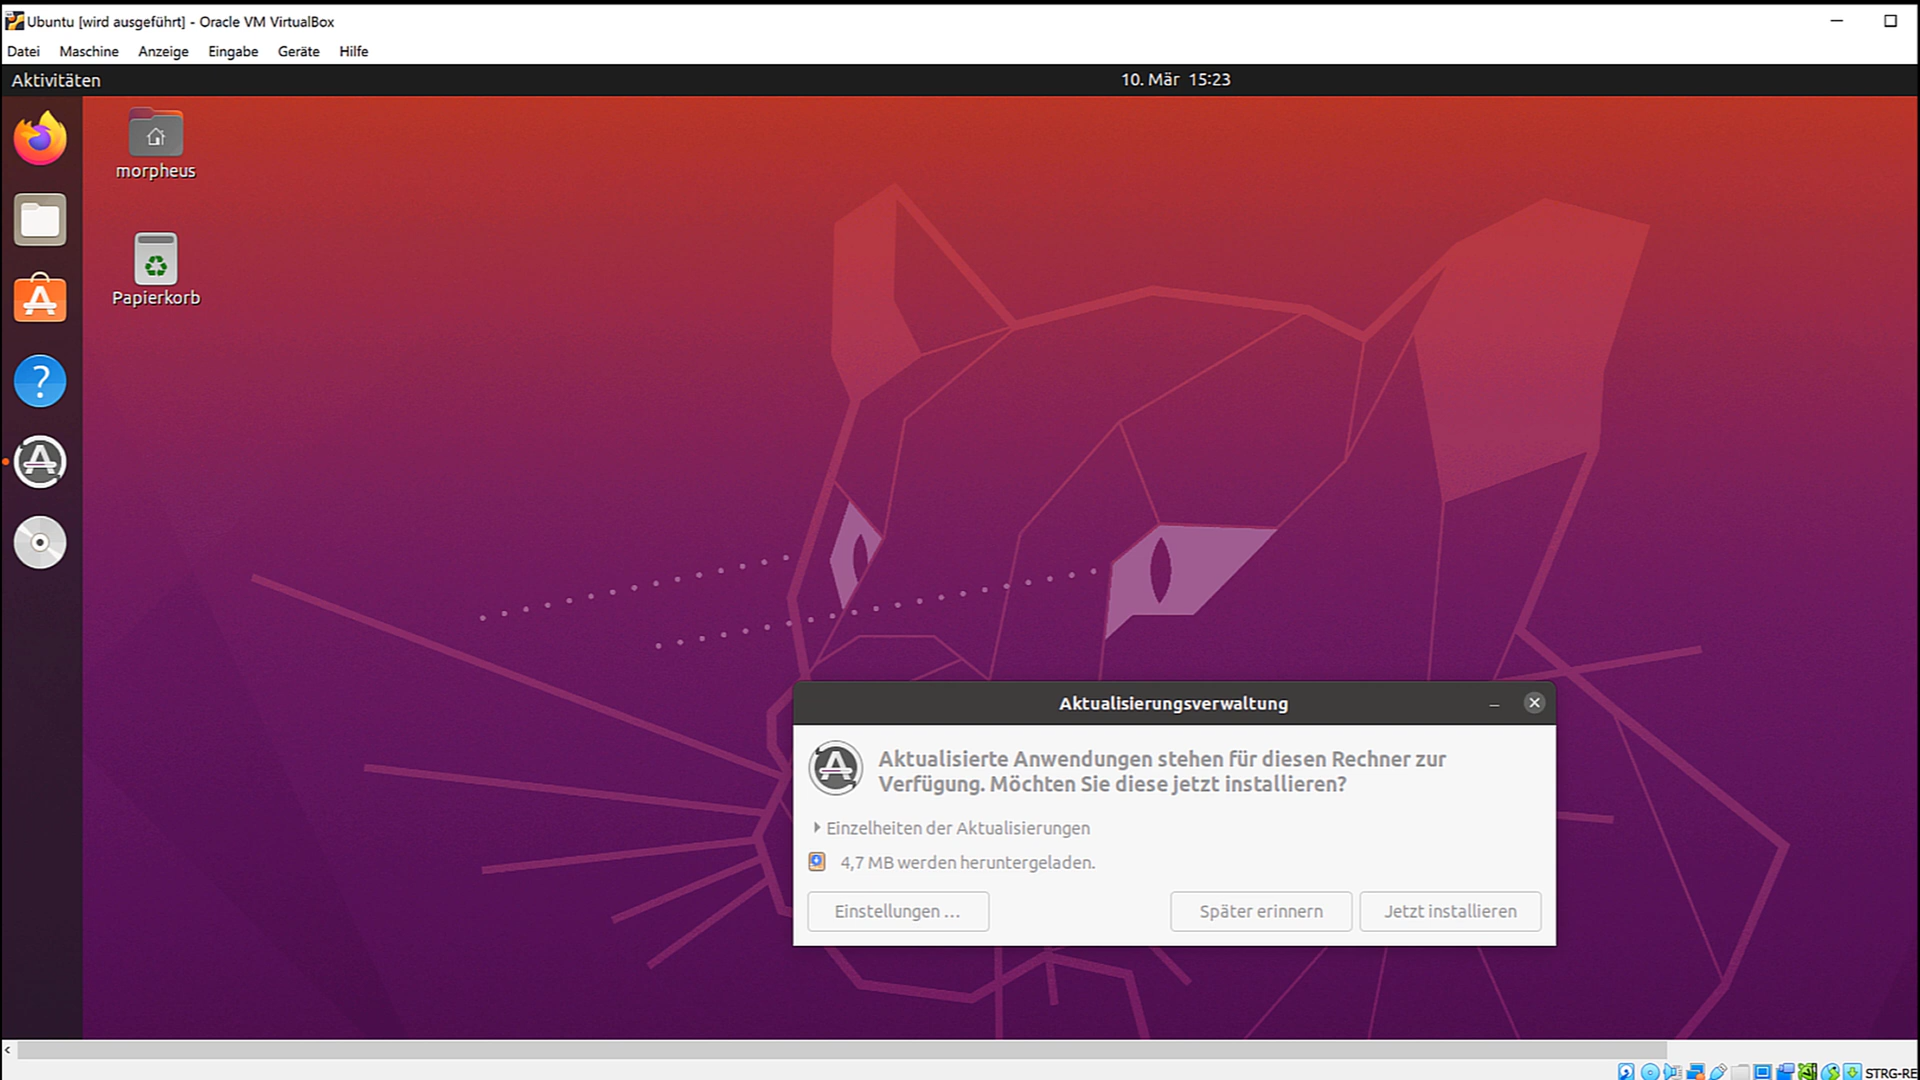 Ubuntu [wird ausgeführt] - Oracle VM VirtualBox
Datei Maschine Anzeige Eingabe Geräte Hilfe
Aktivitäten
10. Mär 15:23
morpheus
Papierkorb
Aktualisierungsverwaltung
Aktualisierte Anwendungen stehen für diesen Rechner zur
Verfügung. Möchten Sie diese jetzt installieren?
Einzelheiten der Aktualisierungen
4,7 MB werden heruntergeladen.
Einstellungen ...
Später erinnern
Jetzt installieren
STRG-RE